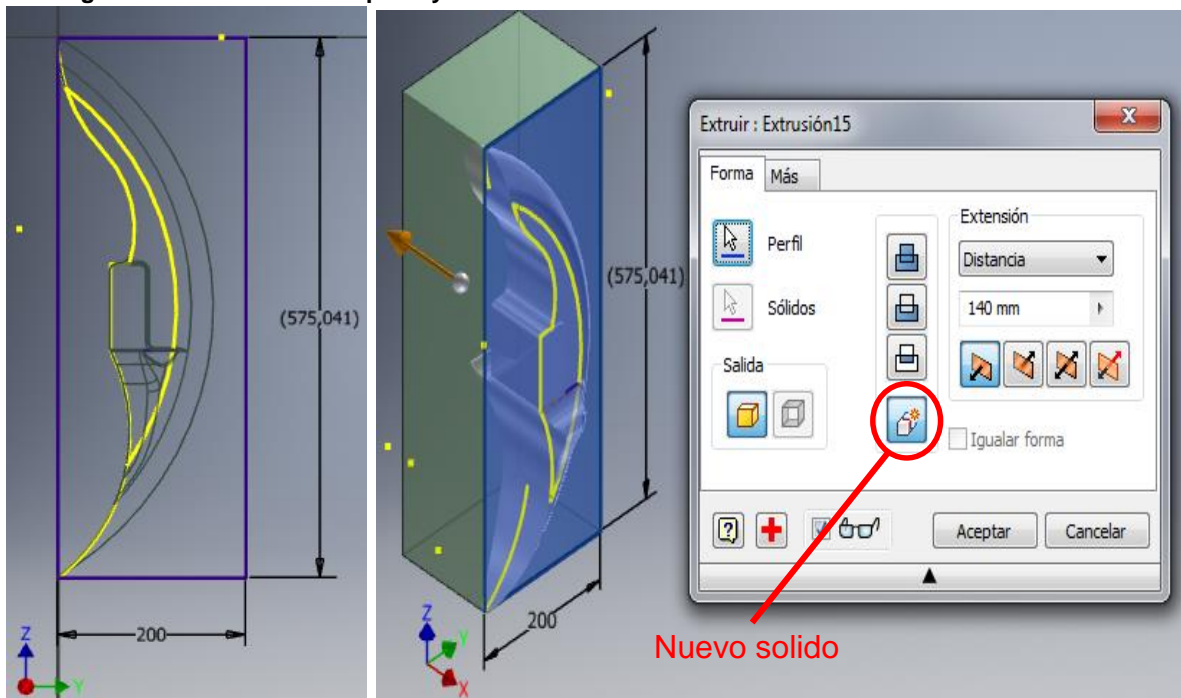 (575,041)
200
Z
Y
(575,041)
200
Z
Y
X
Extruir : Extrusión15
Forma
Más
Perfil
Sólidos
Salida
Extensión
Distancia
140 mm
Igualar forma
Aceptar
Cancelar
Nuevo solido